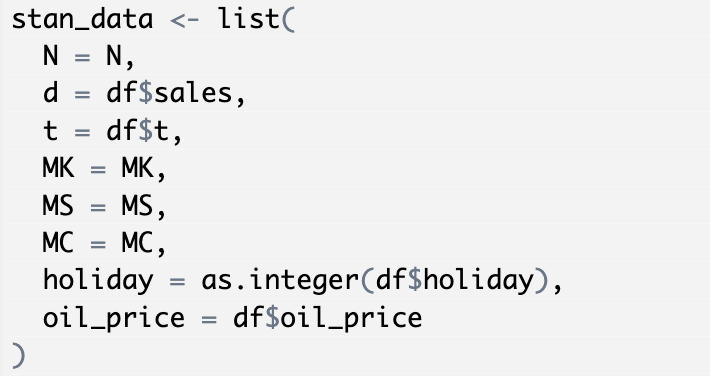 stan_data <- list(
  N = N,
  d = df$sales,
  t = df$t,
  MK = MK,
  MS = MS,
  MC = MC,
  holiday = as.integer(df$holiday),
  oil_price = df$oil_price
)